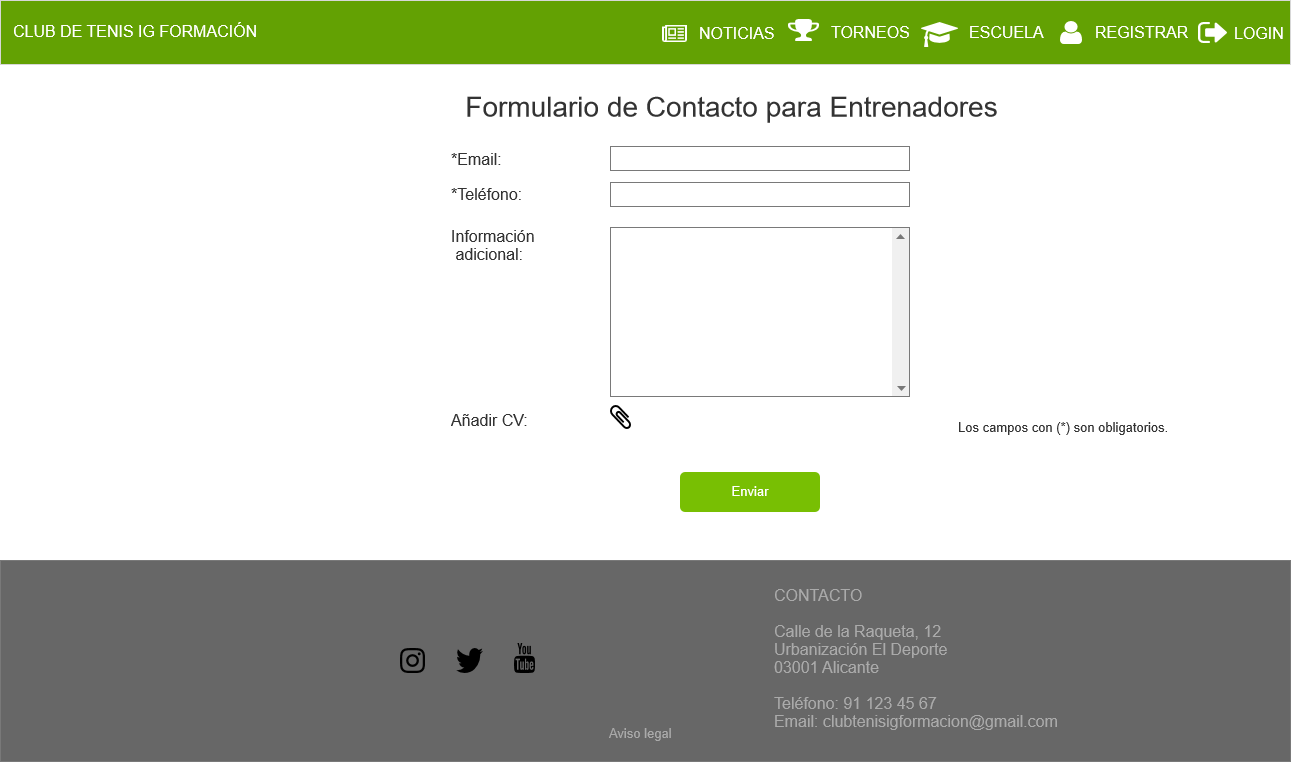 CLUB DE TENIS IG FORMACIÓN
NOTICIAS
TORNEOS
ESCUELA
REGISTRAR
LOGIN
Formulario de Contacto para Entrenadores
*Email:
*Teléfono:
Información
adicional:
Añadir CV:
Los campos con (*) son obligatorios.
Enviar
CONTACTO
Calle de la Raqueta, 12
Urbanización El Deporte
03001 Alicante
You
Tube
Teléfono: 91 123 45 67
Email: clubtenisigformacion@gmail.com
Aviso legal